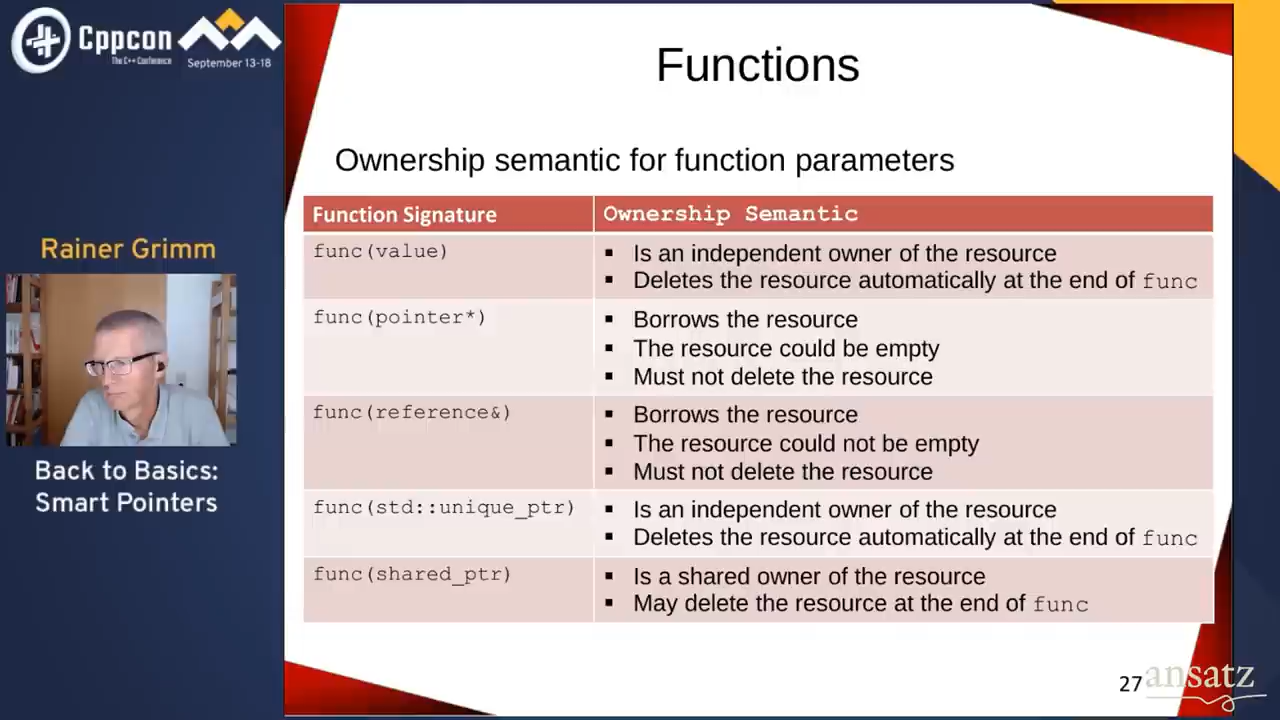 Cppcon
The C++ Conference
September 13-18
Rainer Grimm
Back to Basics:
Smart Pointers
Functions
Ownership semantic for function parameters
Function Signature
Ownership Semantic
func(value)
▪ Is an independent owner of the resource
▪ Deletes the resource automatically at the end of func
func(pointer*)
▪ Borrows the resource
▪ The resource could be empty
▪ Must not delete the resource
func(reference&)
▪ Borrows the resource
▪ The resource could not be empty
▪ Must not delete the resource
func(std::unique_ptr)
▪ Is an independent owner of the resource
▪ Deletes the resource automatically at the end of func
func(shared_ptr)
▪ Is a shared owner of the resource
▪ May delete the resource at the end of func
27
ansatz